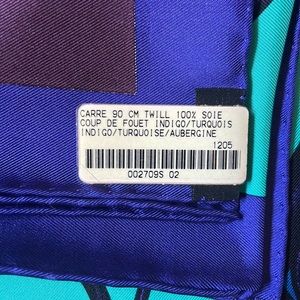 CARRE 90 CM TWILL 100% SOIE
COUP DE FOUET INDIGO/TURQUOIS
INDIGO/TURQUOISE/AUBERGINE
1205
002709S 02